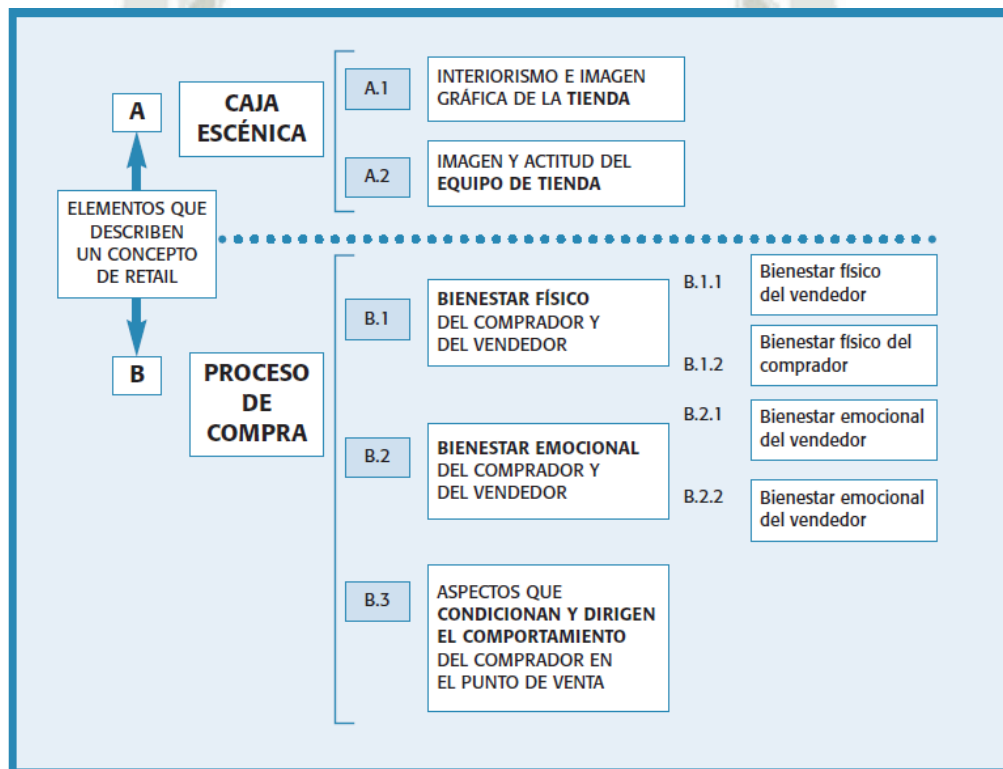 A
CAJA
ESCÉNICA
A.1
INTERIORISMO E IMAGEN
GRÁFICA DE LA TIENDA
A.2
IMAGEN Y ACTITUD DEL
EQUIPO DE TIENDA
ELEMENTOS QUE
DESCRIBEN
UN CONCEPTO
DE RETAIL
B
PROCESO
DE
COMPRA
B.1
BIENESTAR FÍSICO
DEL COMPRADOR Y
DEL VENDEDOR
B.1.1
Bienestar físico
del vendedor
B.1.2
Bienestar físico del
comprador
B.2
BIENESTAR EMOCIONAL
DEL COMPRADOR Y
DEL VENDEDOR
B.2.1
Bienestar emocional
del vendedor
B.2.2
Bienestar emocional
del vendedor
B.3
ASPECTOS QUE
CONDICIONAN Y DIRIGEN
EL COMPORTAMIENTO
DEL COMPRADOR EN
EL PUNTO DE VENTA